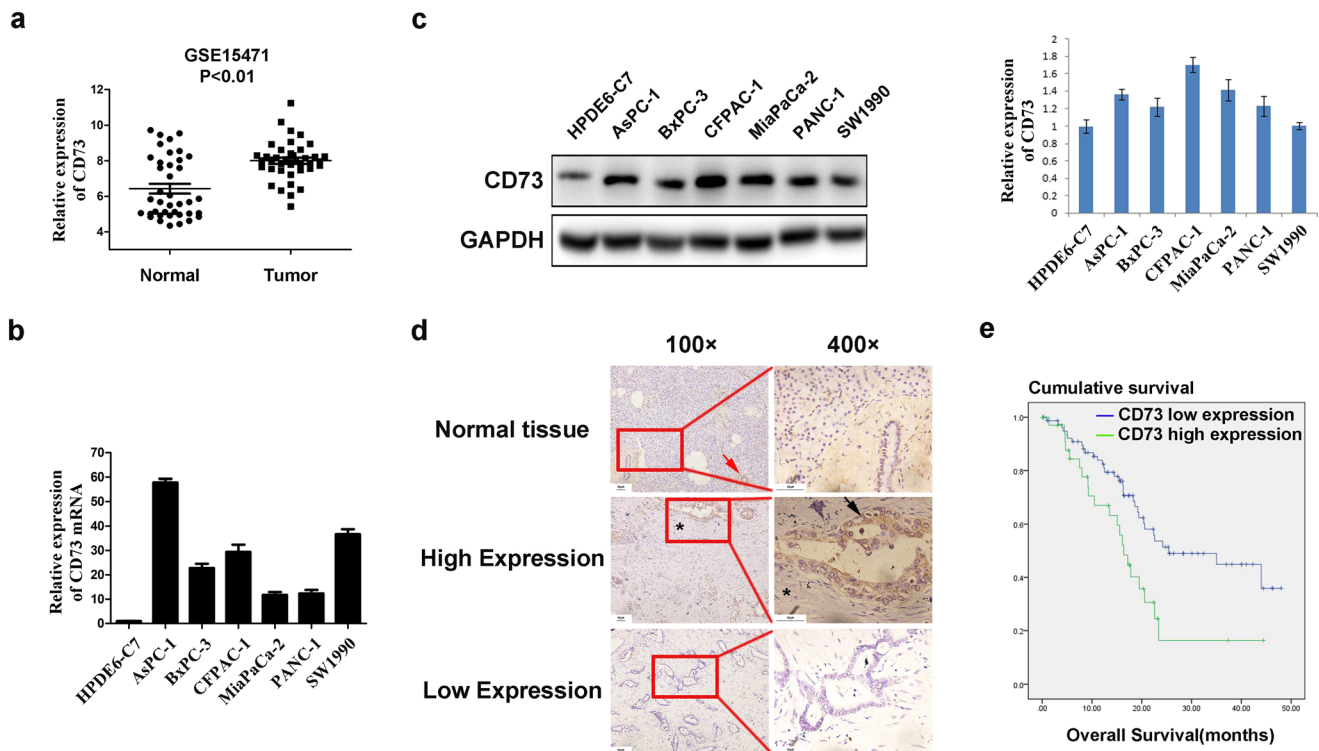 a
GSE15471
P<0.01
Relative expression
of CD73
12
10
8
6
4
Normal
Tumor
b
Relative expression
of CD73 mRNA
70
60
50
40
30
20
10
0
HPDE6-C7
AsPC-1
BxPC-3
CFPAC-1
MiaPaCa-2
PANC-1
SW1990
c
HPDE6-C7
AsPC-1
BxPC-3
CFPAC-1
MiaPaCa-2
PANC-1
SW1990
CD73
GAPDH
Relative expression
of CD73
2
1.8
1.6
1.4
1.2
1
0.8
0.6
0.4
0.2
0
HPDE6-C7
AsPC-1
BxPC-3
CFPAC-1
MiaPaCa-2
PANC-1
SW1990
d
100×
400×
Normal tissue
High Expression
*
*
Low Expression
e
Cumulative survival
CD73 low expression
CD73 high expression
1.0
0.8
0.6
0.4
0.2
0.0
.00
10.00
20.00
30.00
40.00
50.00
Overall Survival(months)